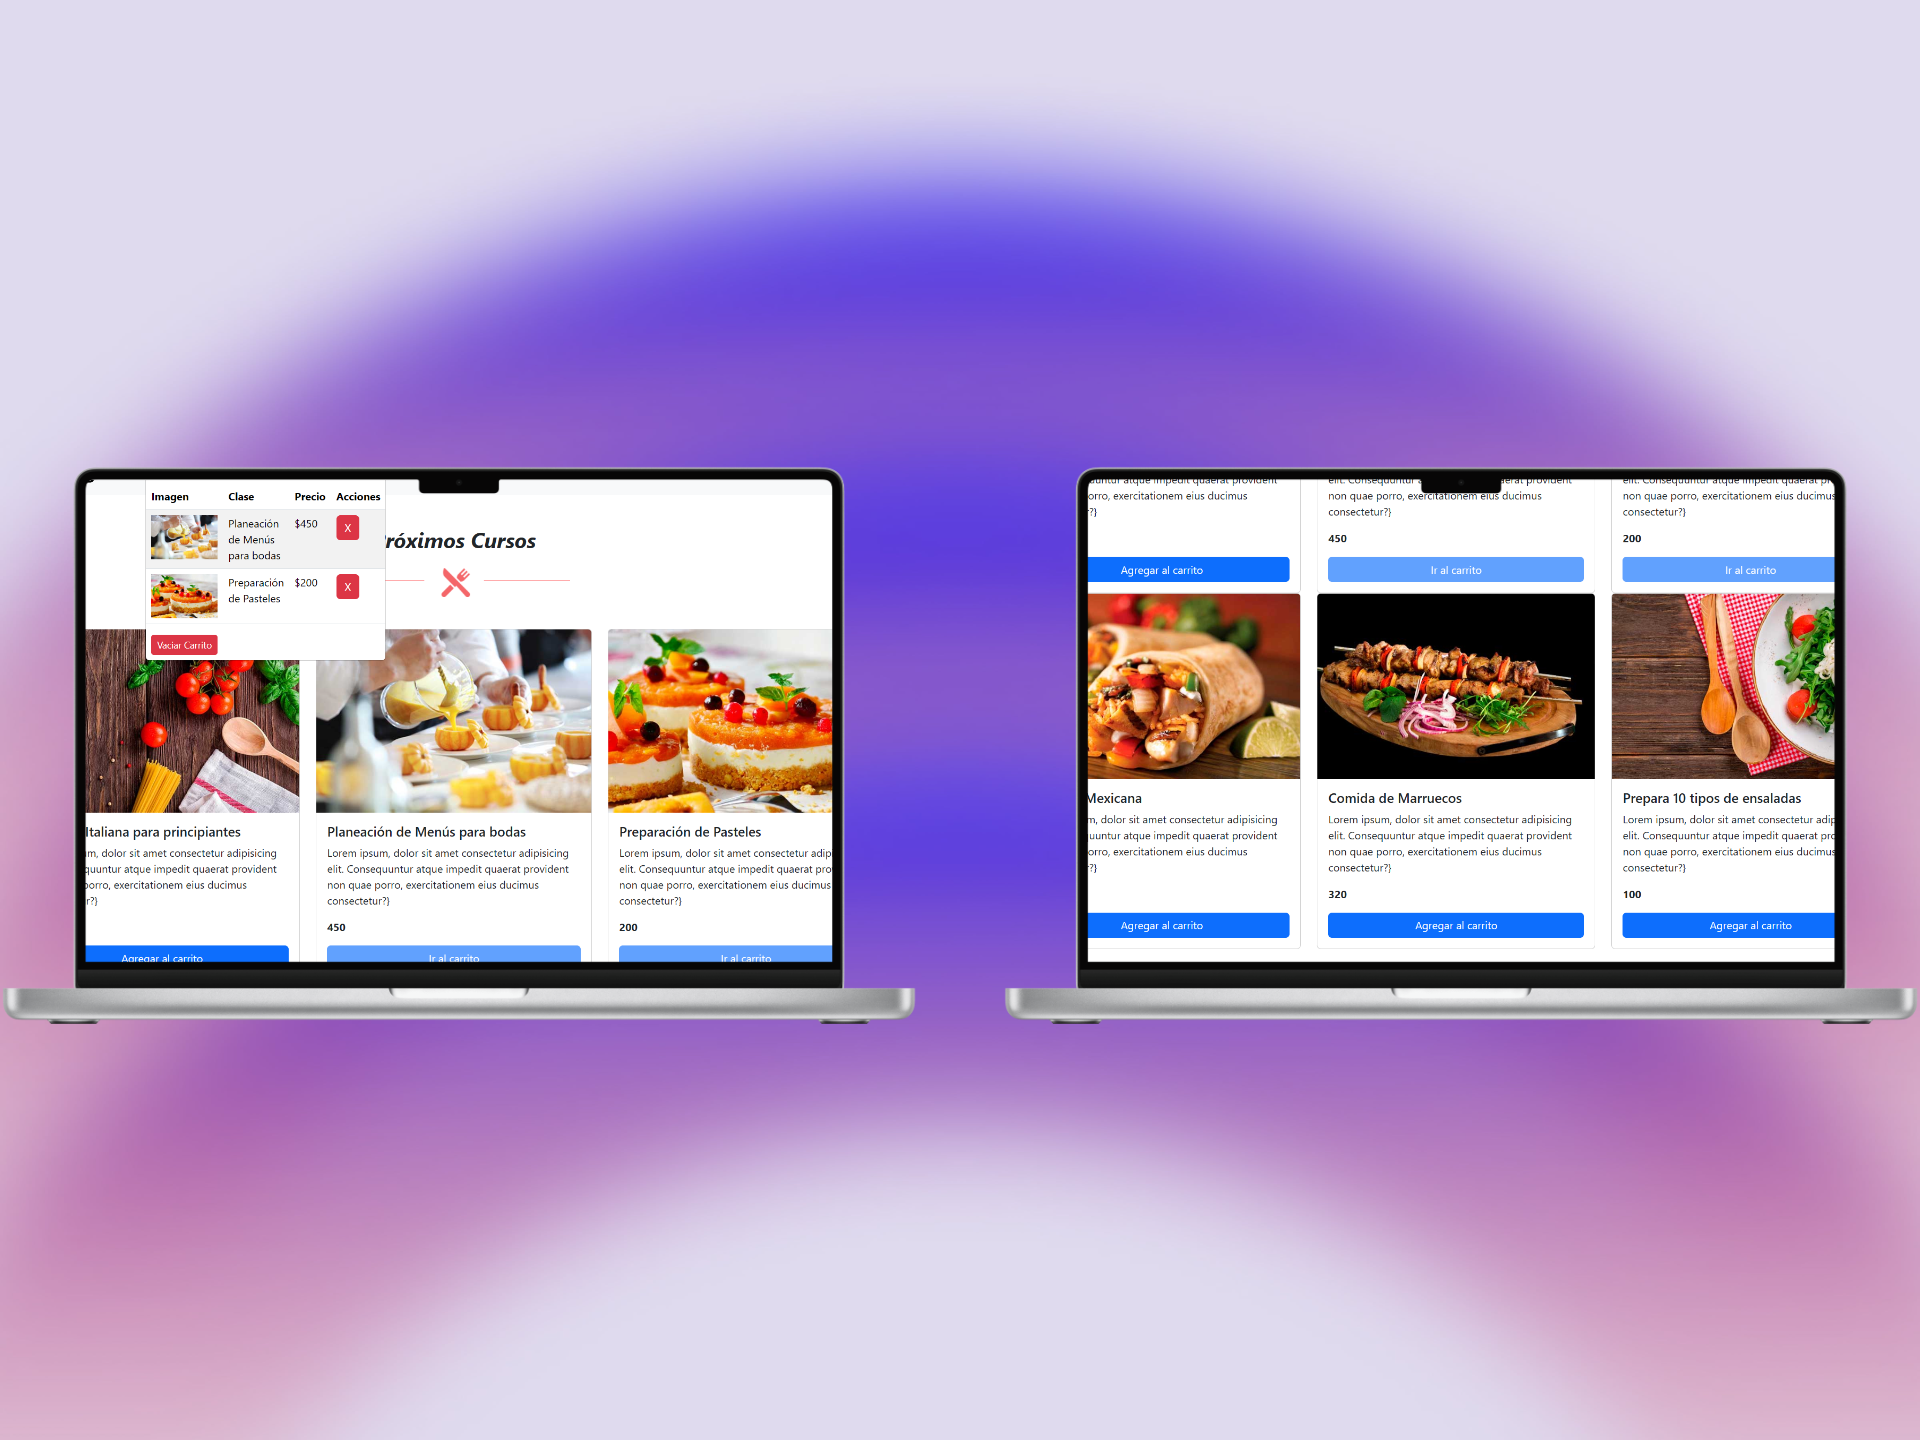 Imagen Clase Precio Acciones
Planeación
de Menús
para bodas
$450
X
Preparación
de Pasteles
$200
X
Vaciar Carrito
róximos Cursos
Italiana para principiantes
dolor sit amet consectetur adipisicing
atque impedit quaerat provident
exercitationem eius ducimus
r?}
Agregar al carrito
Planeación de Menús para bodas
Lorem ipsum, dolor sit amet consectetur adipisicing
elit. Consequuntur atque impedit quaerat provident
non quae porro, exercitationem eius ducimus
consectetur?}
450
Ir al carrito
Preparación de Pasteles
Lorem ipsum, dolor sit amet consectetur adip
elit. Consequuntur atque impedit quaerat pro
non quae porro, exercitationem eius ducimus
consectetur?}
200
Ir al carrito
orro, exercitationem eius ducimus
?}
Agregar al carrito
elit. Consequuntur atque impedit quaerat provident
non quae porro, exercitationem eius ducimus
consectetur?}
450
Ir al carrito
elit. Consequuntur atque impedit quaerat pr
non quae porro, exercitationem eius ducimus
consectetur?}
200
Ir al carrito
Mexicana
m, dolor sit amet consectetur adipisicing
uuntur atque impedit quaerat provident
orro, exercitationem eius ducimus
?}
Agregar al carrito
Comida de Marruecos
Lorem ipsum, dolor sit amet consectetur adipisicing
elit. Consequuntur atque impedit quaerat provident
non quae porro, exercitationem eius ducimus
consectetur?}
320
Agregar al carrito
Prepara 10 tipos de ensaladas
Lorem ipsum, dolor sit amet consectetur adip
elit. Consequuntur atque impedit quaerat pro
non quae porro, exercitationem eius ducimus
consectetur?}
100
Agregar al carrito